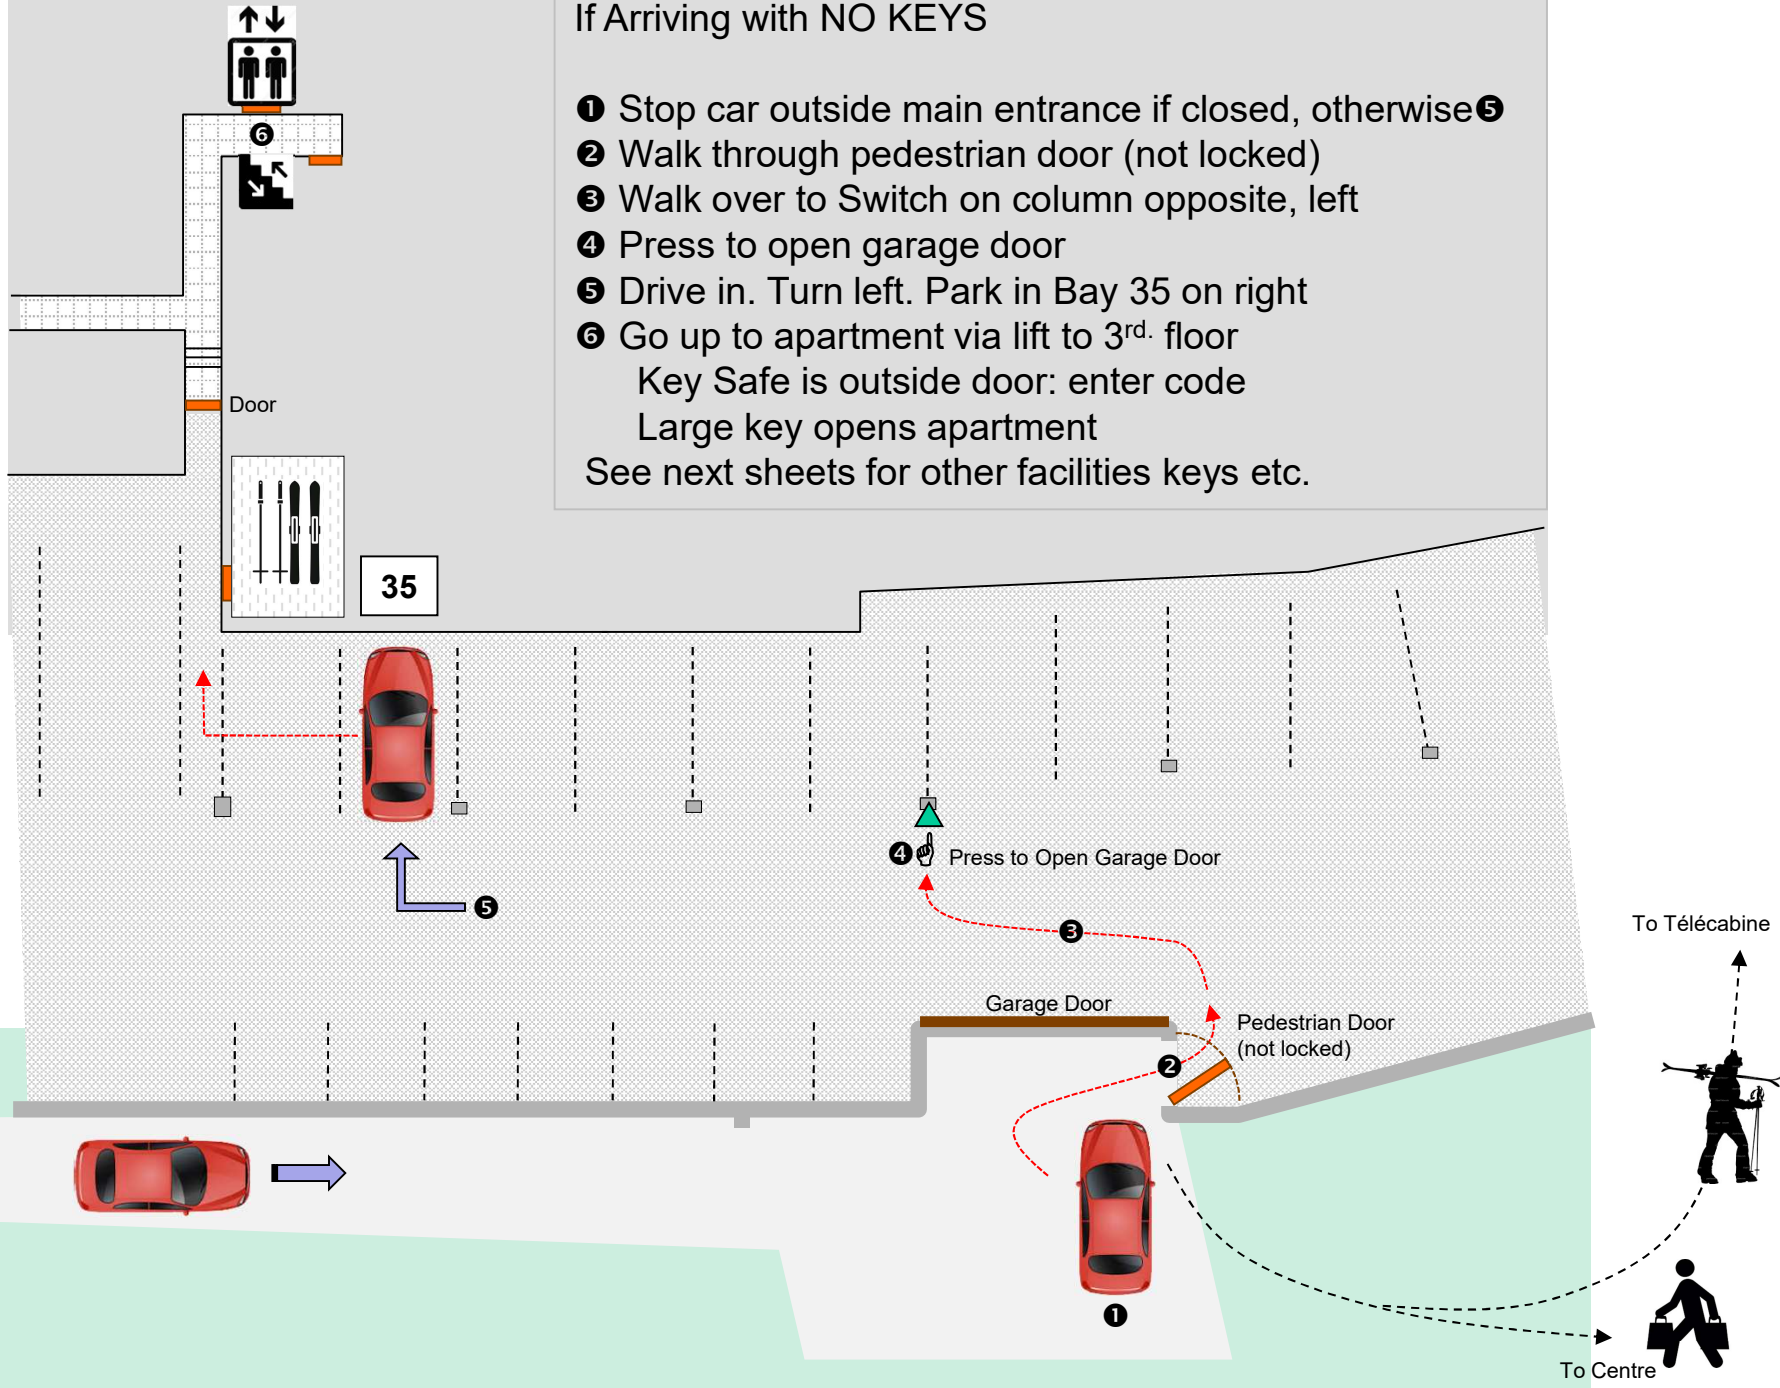 If Arriving with NO KEYS
❶ Stop car outside main entrance if closed, otherwise❺
❷ Walk through pedestrian door (not locked)
❸ Walk over to Switch on column opposite, left
❹ Press to open garage door
❺ Drive in. Turn left. Park in Bay 35 on right
❻ Go up to apartment via lift to 3rd. floor
Key Safe is outside door: enter code
Large key opens apartment
See next sheets for other facilities keys etc.
❻
Door
35
❹ Press to Open Garage Door
❺
❸
To Télécabine
Garage Door
Pedestrian Door
(not locked)
❷
❶
To Centre